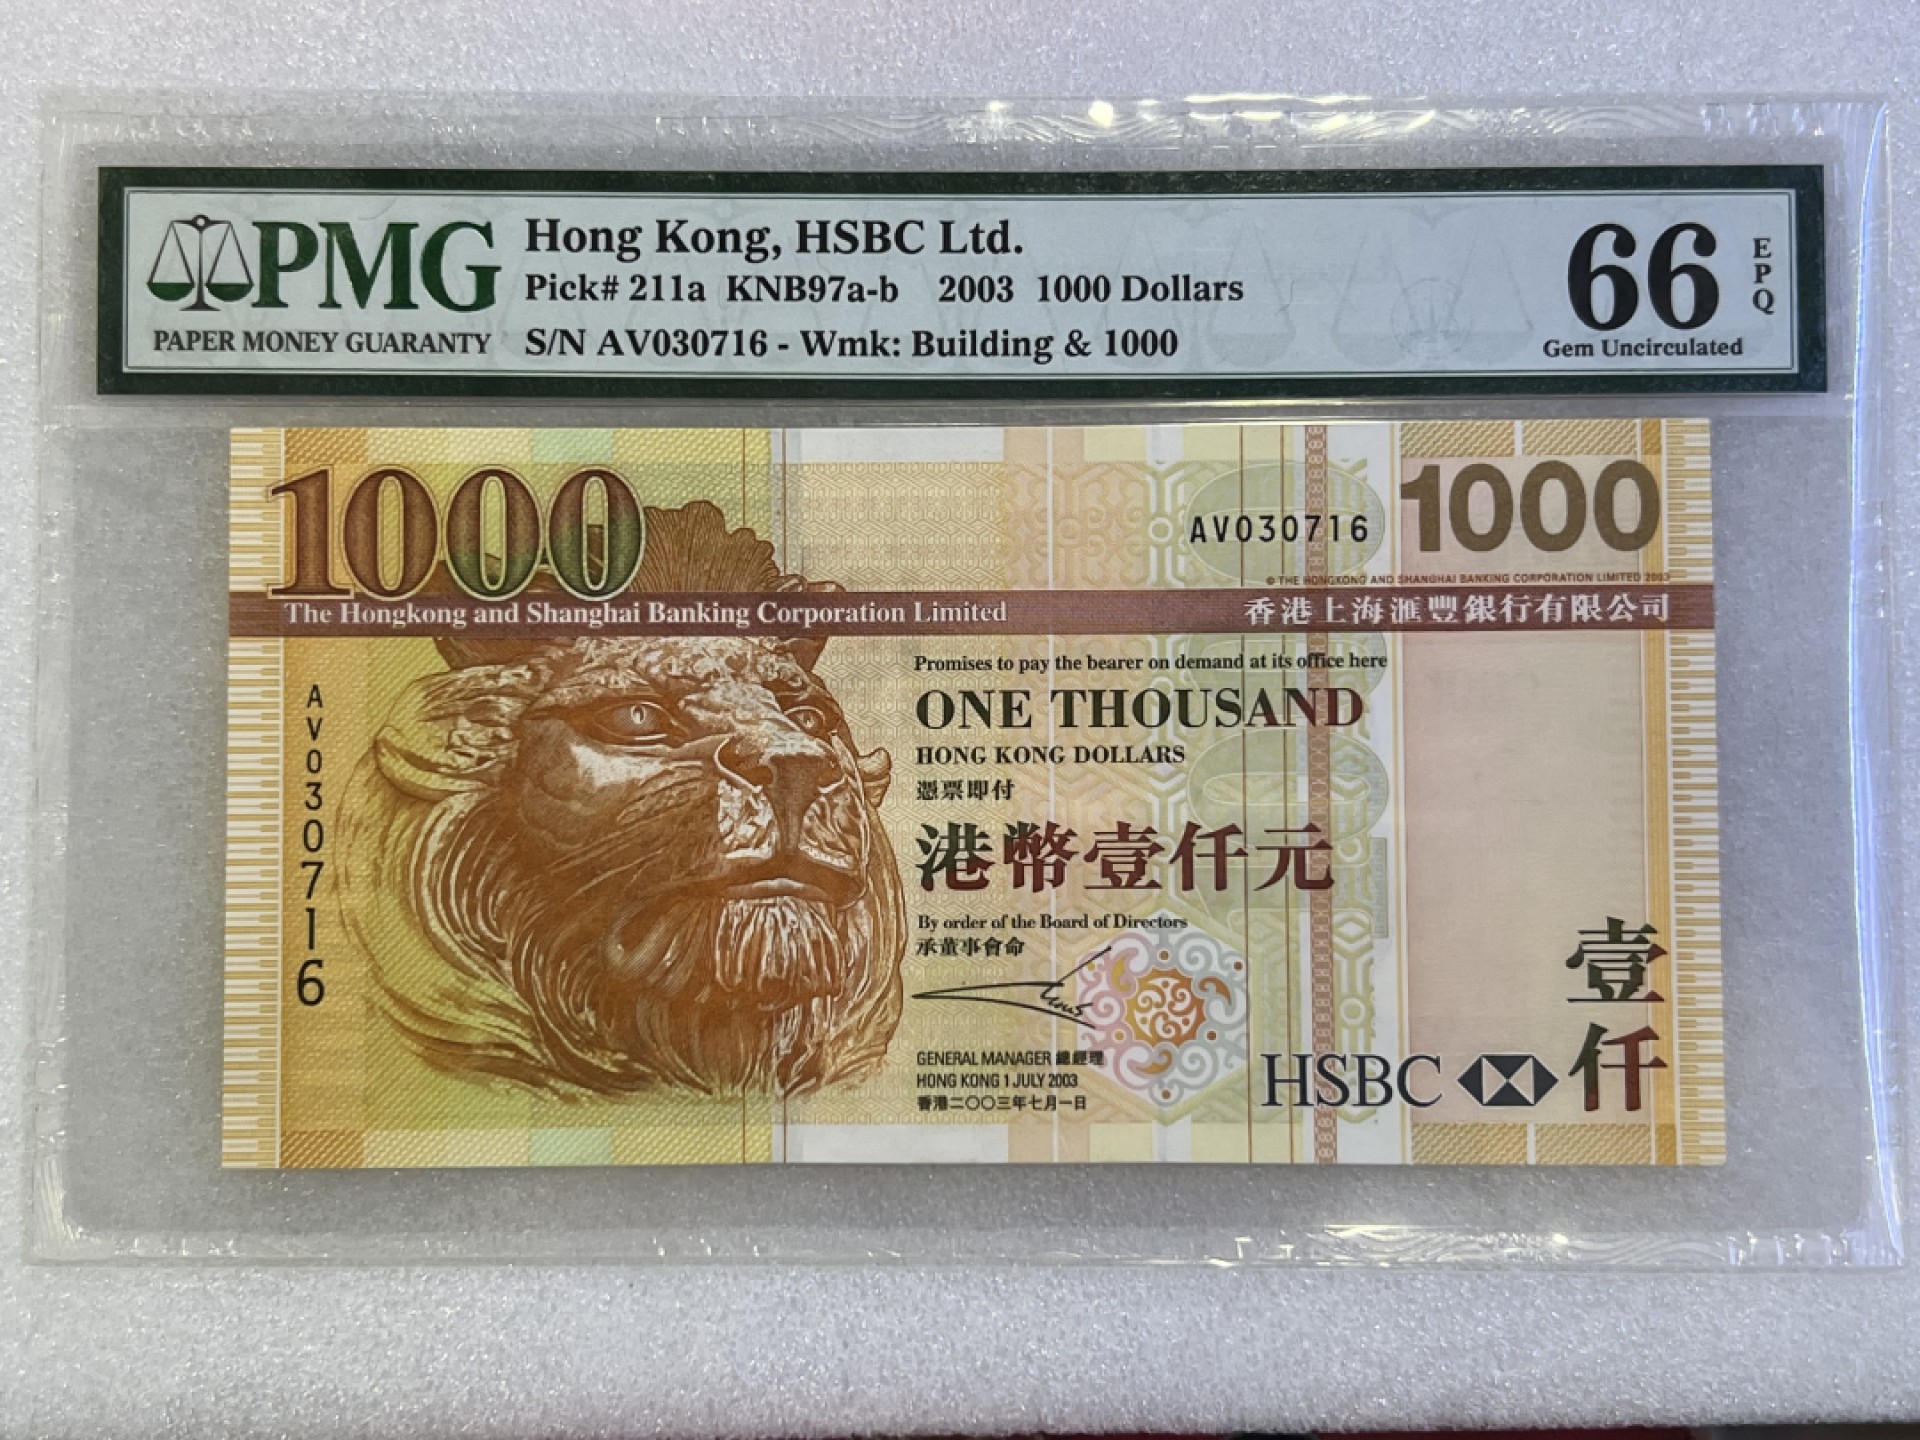 PMG
PAPER MONEY GUARANTY
Hong Kong, HSBC Ltd.
Pick# 211a KNB97a-b 2003 1000 Dollars
S/N AV030716 - Wmk: Building & 1000
66
EPQ
Gem Uncirculated
1000
AV030716
1000
© THE HONGKONG AND SHANGHAI BANKING CORPORATION LIMITED 2003
The Hongkong and Shanghai Banking Corporation Limited
香港上海滙豐銀行有限公司
AV030716
Promises to pay the bearer on demand at its office here
ONE THOUSAND
HONG KONG DOLLARS
憑票即付
港幣壹仟元
By order of the Board of Directors
承董事會命
GENERAL MANAGER 總經理
HONG KONG 1 JULY 2003
香港二〇〇三年七月一日
HSBC
壹仟